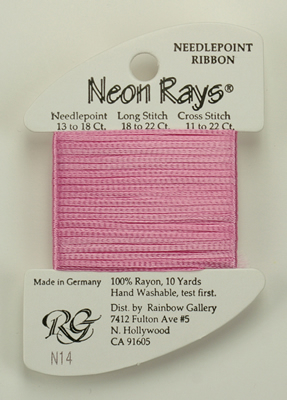 NEEDLEPOINT
RIBBON
Neon Rays®
Needlepoint Long Stitch Cross Stitch
13 to 18 Ct. 18 to 22 Ct. 11 to 22 Ct.
Made in Germany
100% Rayon, 10 Yards
Hand Washable, test first.
RG
N14
Dist. by Rainbow Gallery
7412 Fulton Ave #5
N. Hollywood
CA 91605